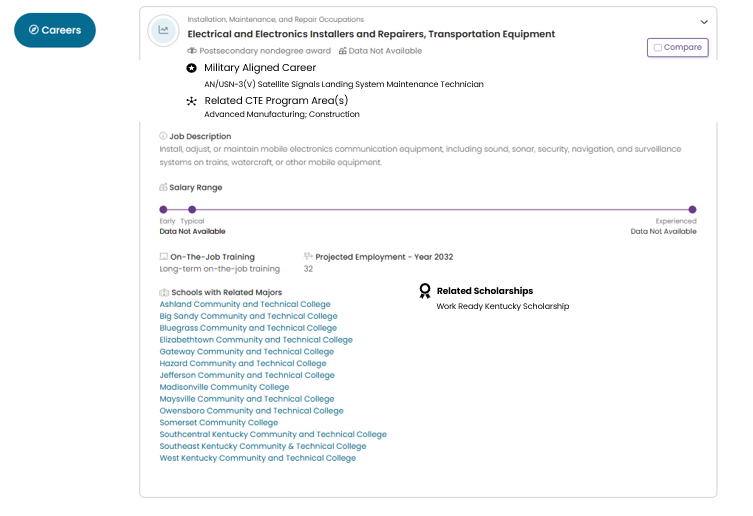 Careers
Installation, Maintenance, and Repair Occupations
Electrical and Electronics Installers and Repairers, Transportation Equipment
Postsecondary nondegree award Data Not Available
Compare
Military Aligned Career
AN/USN-3(V) Satellite Signals Landing System Maintenance Technician
Related CTE Program Area(s)
Advanced Manufacturing; Construction
Job Description
Install, adjust, or maintain mobile electronics communication equipment, including sound, sonar, security, navigation, and surveillance
systems on trains, watercraft, or other mobile equipment.
Salary Range
Early Typical Experienced
Data Not Available Data Not Available
On-The-Job Training Projected Employment - Year 2032
Long-term on-the-job training 32
Schools with Related Majors
Ashland Community and Technical College
Big Sandy Community and Technical College
Bluegrass Community and Technical College
Elizabethtown Community and Technical College
Gateway Community and Technical College
Hazard Community and Technical College
Jefferson Community and Technical College
Madisonville Community College
Maysville Community and Technical College
Owensboro Community and Technical College
Somerset Community College
Southcentral Kentucky Community and Technical College
Southeast Kentucky Community & Technical College
West Kentucky Community and Technical College
Related Scholarships
Work Ready Kentucky Scholarship